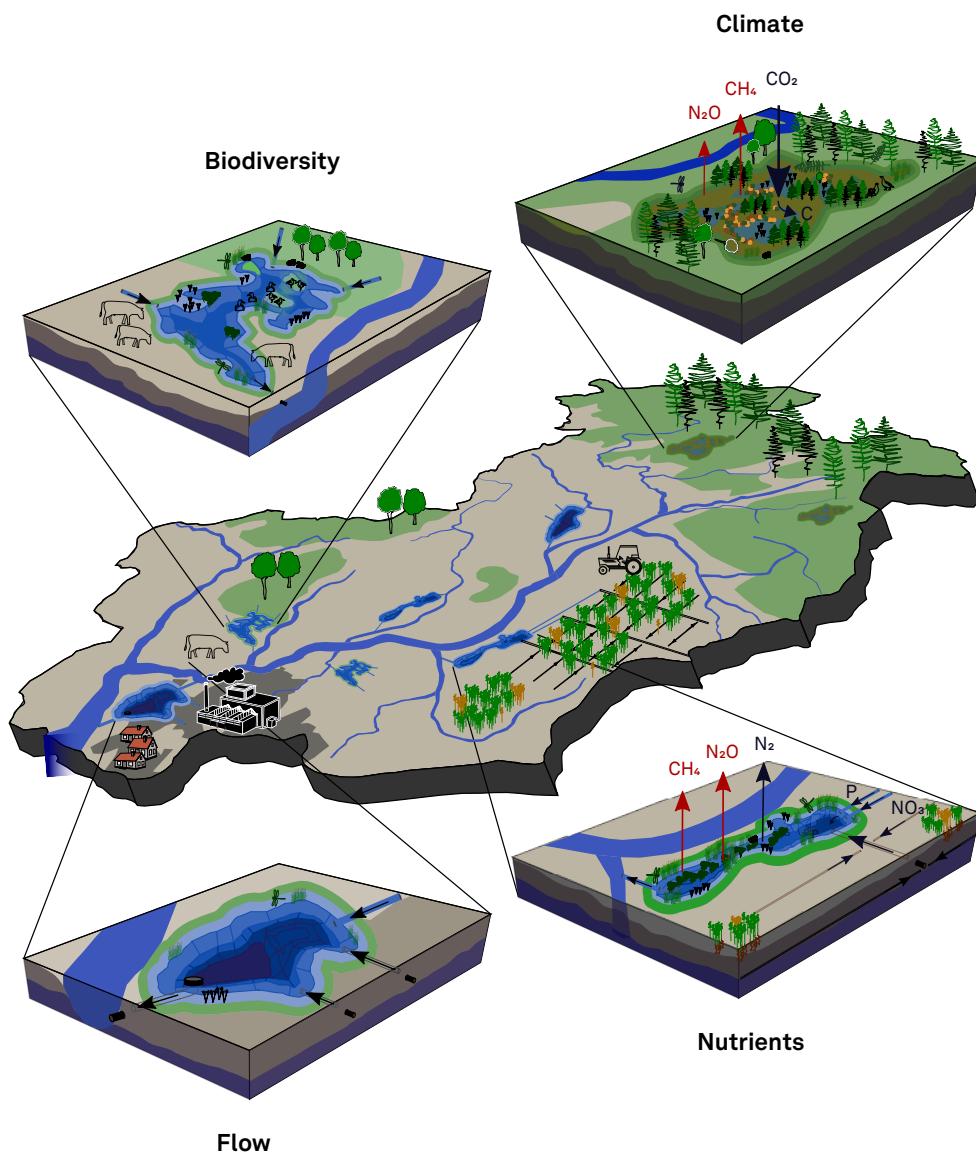 Climate
CO₂
CH₄
N₂O
C
Biodiversity
N₂
N₂O
CH₄
P
NO₃
Nutrients
Flow